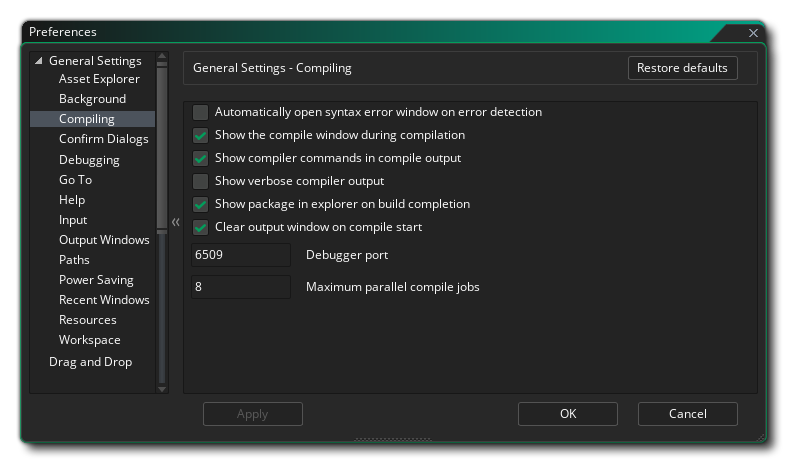 Preferences
General Settings
Asset Explorer
Background
Compiling
Confirm Dialogs
Debugging
Go To
Help
Input
Output Windows
Paths
Power Saving
Recent Windows
Resources
Workspace
Drag and Drop
General Settings - Compiling
Restore defaults
Automatically open syntax error window on error detection
Show the compile window during compilation
Show compiler commands in compile output
Show verbose compiler output
Show package in explorer on build completion
Clear output window on compile start
6509 Debugger port
8 Maximum parallel compile jobs
Apply
OK
Cancel